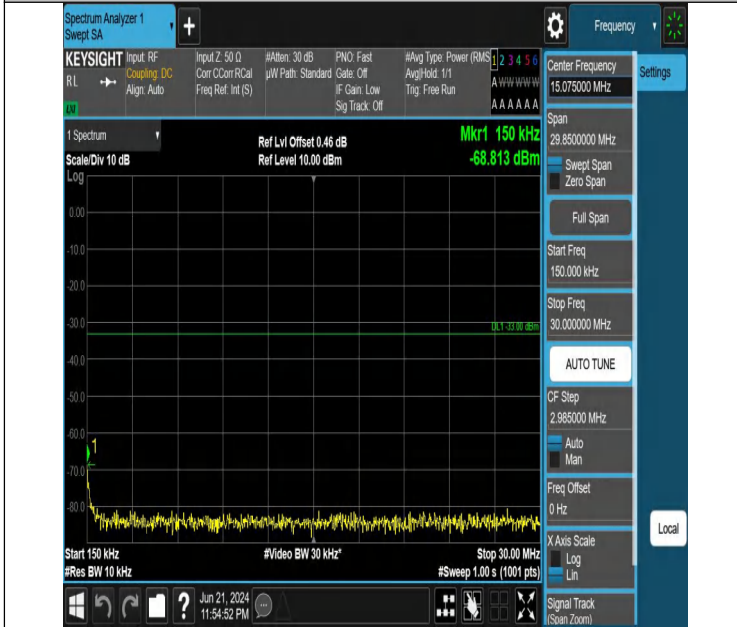 Spectrum Analyzer 1
Swept SA
+
Frequency
KEYSIGHT
RL
LXI
Input: RF
Coupling: DC
Align: Auto
Input Z: 50 Ω
Corr CCorr RCal
Freq Ref: Int (S)
#Atten: 30 dB
µW Path: Standard
PNO: Fast
Gate: Off
IF Gain: Low
Sig Track: Off
#Avg Type: Power (RMS
Avg|Hold: 1/1
Trig: Free Run
1 2 3 4 5 6
A W W W W W
A A A A A A
1 Spectrum
Scale/Div 10 dB
Log
Ref Lvl Offset 0.46 dB
Ref Level 10.00 dBm
Mkr1 150 kHz
-68.813 dBm
0.00
-10.0
-20.0
-30.0
DL1 -33.00 dBm
-40.0
-50.0
-60.0
1
-70.0
-80.0
Start 150 kHz
#Video BW 30 kHz*
Stop 30.00 MHz
#Res BW 10 kHz
#Sweep 1.00 s (1001 pts)
?
Jun 21, 2024
11:54:52 PM
Center Frequency
15.075000 MHz
Settings
Span
29.8500000 MHz
Swept Span
Zero Span
Full Span
Start Freq
150.000 kHz
Stop Freq
30.000000 MHz
AUTO TUNE
CF Step
2.985000 MHz
Auto
Man
Freq Offset
0 Hz
Local
X Axis Scale
Log
Lin
Signal Track
(Span Zoom)